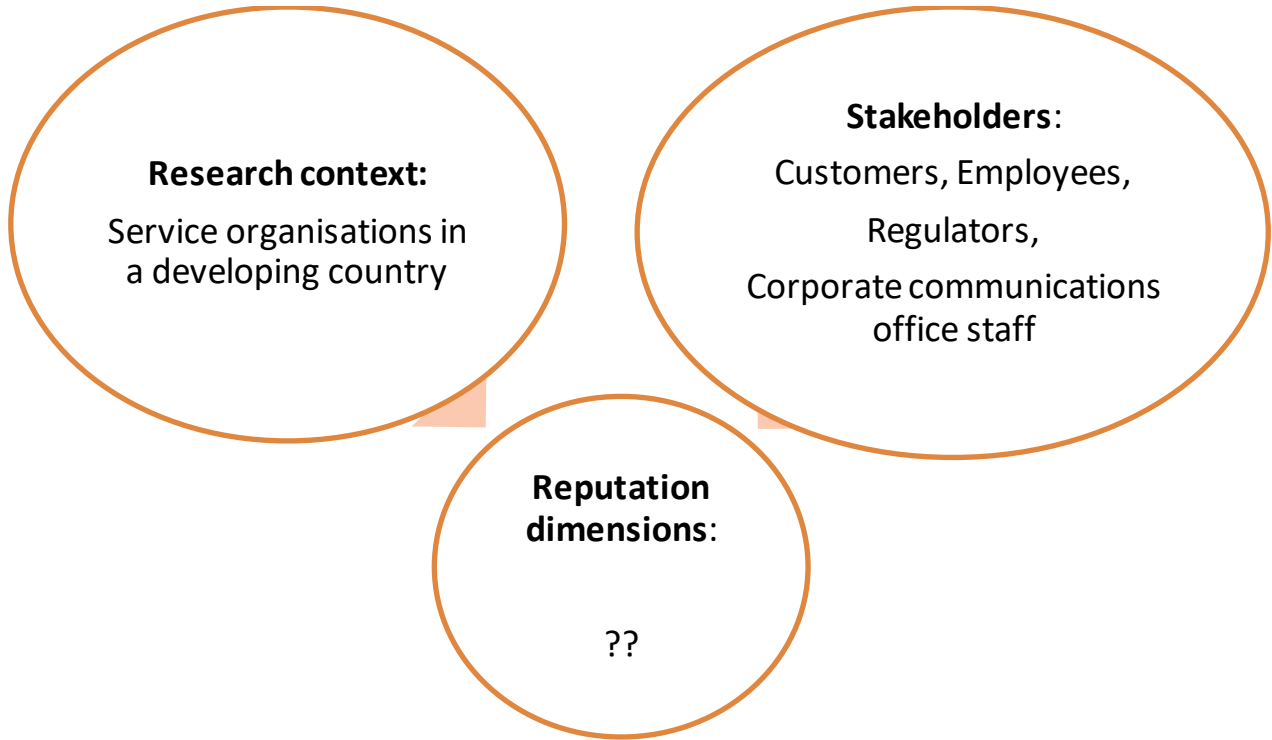 Research context:
Service organisations in
a developing country
Stakeholders:
Customers, Employees,
Regulators,
Corporate communications
office staff
Reputation
dimensions:
??